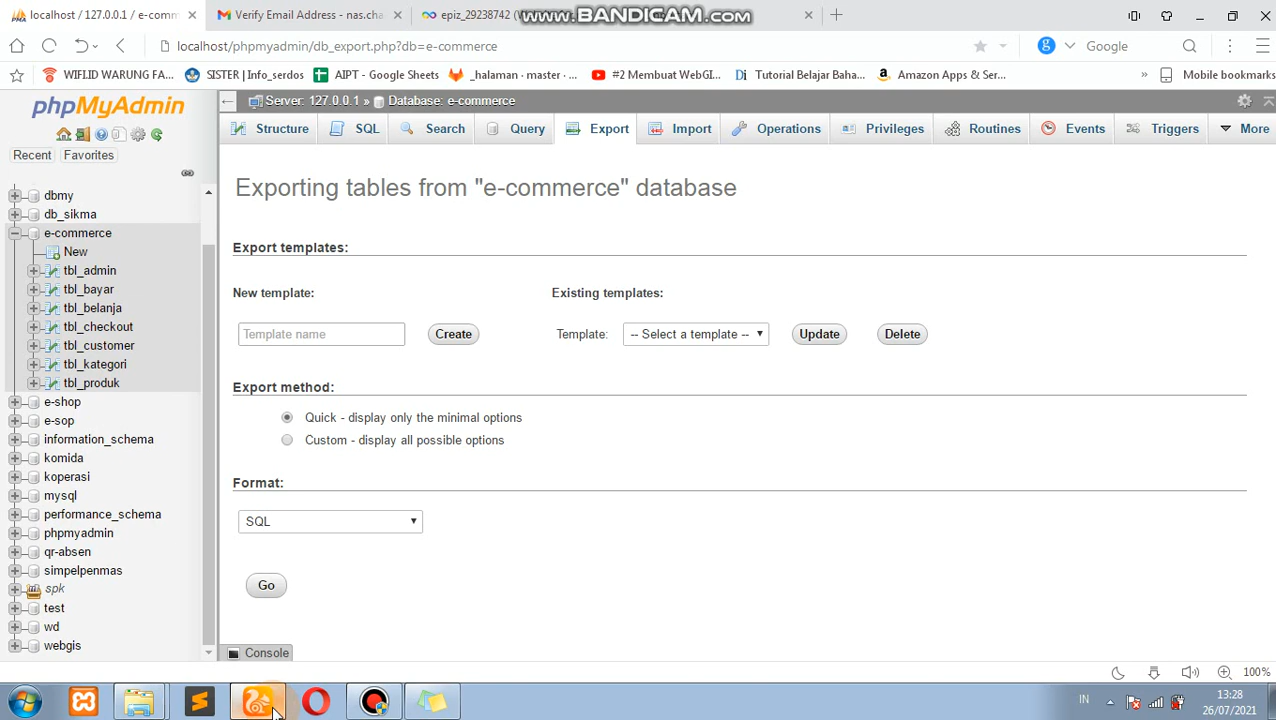 localhost / 127.0.0.1 / e-comm
Verify Email Address - nas.cha
epiz_29238742 (W
www.BANDICAM.com
localhost/phpmyadmin/db_export.php?db=e-commerce
Google
WIFI.ID WARUNG FA...
SISTER | Info_serdos
AIPT - Google Sheets
_halaman · master · ...
#2 Membuat WebGI...
Di Tutorial Belajar Baha...
Amazon Apps & Ser...
» Mobile bookmarks
phpMyAdmin
Server: 127.0.0.1 » Database: e-commerce
Structure
SQL
Search
Query
Export
Import
Operations
Privileges
Routines
Events
Triggers
More
Recent
Favorites
dbmy
db_sikma
e-commerce
New
tbl_admin
tbl_bayar
tbl_belanja
tbl_checkout
tbl_customer
tbl_kategori
tbl_produk
e-shop
e-sop
information_schema
komida
koperasi
mysql
performance_schema
phpmyadmin
qr-absen
simpelpenmas
spk
test
wd
webgis
Exporting tables from "e-commerce" database
Export templates:
New template:
Existing templates:
Template name
Create
Template:
-- Select a template --
Update
Delete
Export method:
Quick - display only the minimal options
Custom - display all possible options
Format:
SQL
Go
Console
100%
IN
13:28
26/07/2021